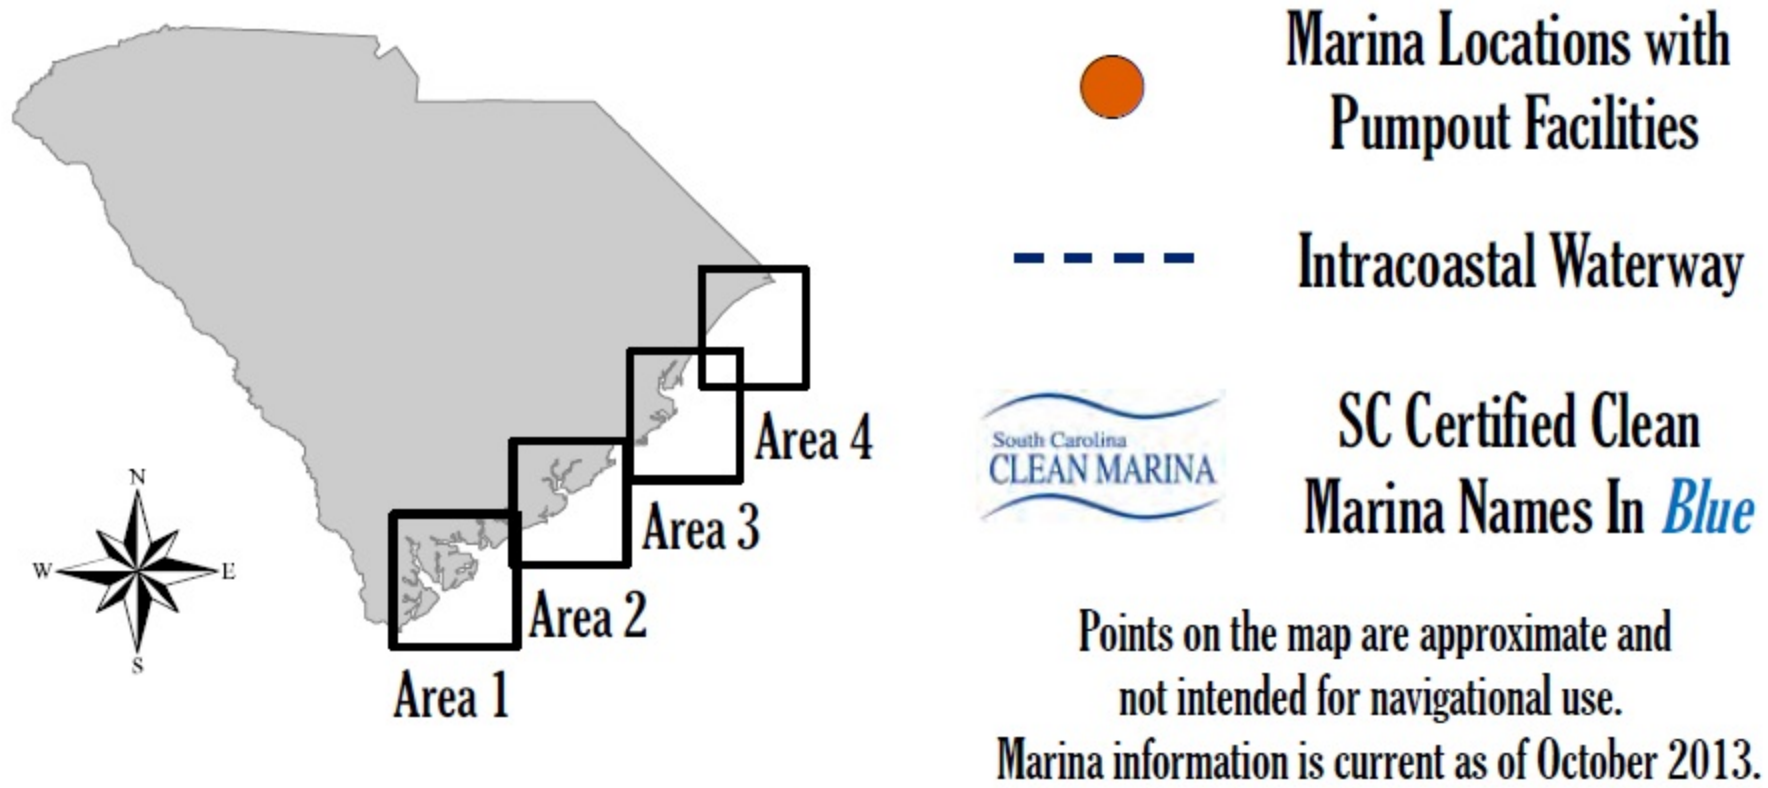 Marina Locations with
Pumpout Facilities
Intracoastal Waterway
South Carolina
CLEAN MARINA
SC Certified Clean
Marina Names In Blue
Points on the map are approximate and
not intended for navigational use.
Marina information is current as of October 2013.
Area 4
Area 3
Area 2
Area 1
N
W
E
S